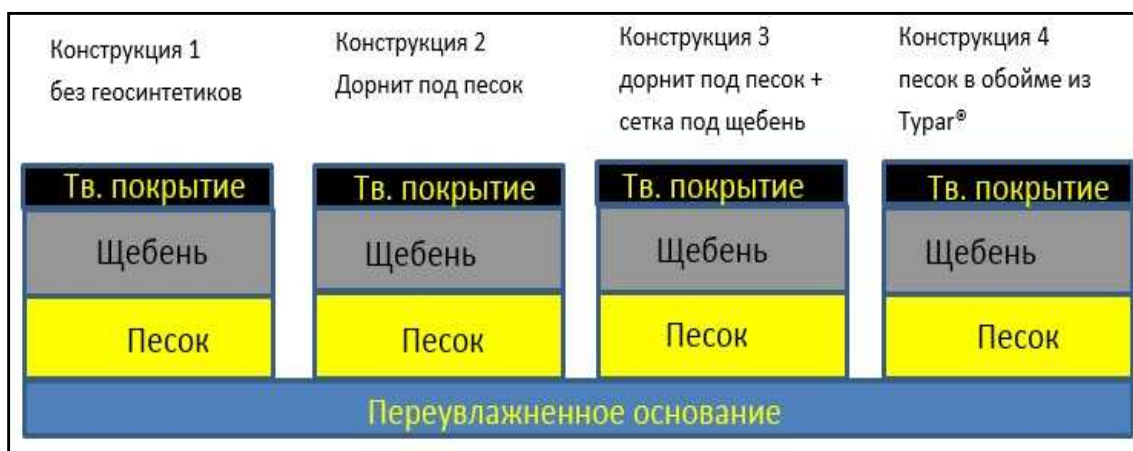 Конструкция 1
без геосинтетиков
Конструкция 2
Дорнит под песок
Конструкция 3
дорнит под песок +
сетка под щебень
Конструкция 4
песок в обойме из
Typar®
Тв. покрытие
Тв. покрытие
Тв. покрытие
Тв. покрытие
Щебень
Щебень
Щебень
Щебень
Песок
Песок
Песок
Песок
Переувлажненное основание